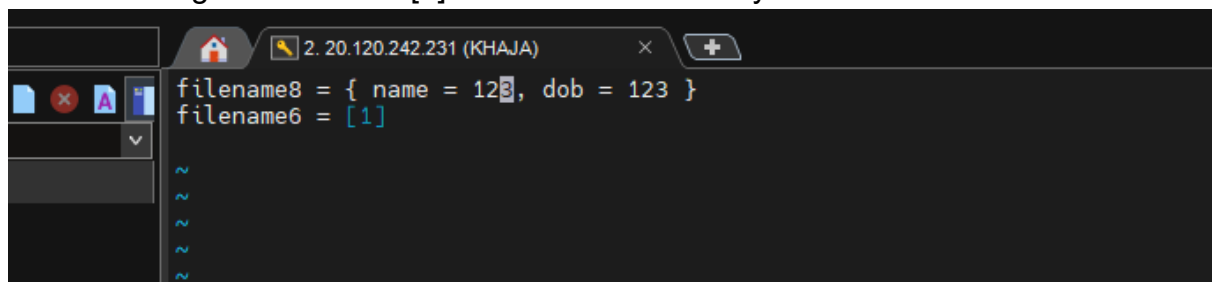 2. 20.120.242.231 (KHAJA)
filename8 = { name = 123, dob = 123 }
filename6 = [1]
~
~
~
~
~